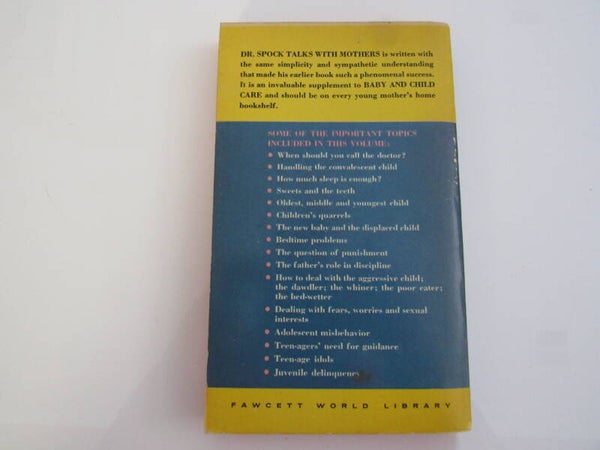 DR. SPOCK TALKS WITH MOTHERS is written with
the same simplicity and sympathetic understanding
that made his earlier book such a phenomenal success.
It is an invaluable supplement to BABY AND CHILD
CARE and should be on every young mother's home
bookshelf.
SOME OF THE IMPORTANT TOPICS
INCLUDED IN THIS VOLUME:
• When should you call the doctor?
• Handling the convalescent child
• How much sleep is enough?
• Sweets and the teeth
• Oldest, middle and youngest child
• Children's quarrels
• The new baby and the displaced child
• Bedtime problems
• The question of punishment
• The father's role in discipline
• How to deal with the aggressive child;
the dawdler; the whiner; the poor eater;
the bed-wetter
• Dealing with fears, worries and sexual
interests
• Adolescent misbehavior
• Teen-agers' need for guidance
• Teen-age idols
• Juvenile delinquency
FAWCETT WORLD LIBRARY